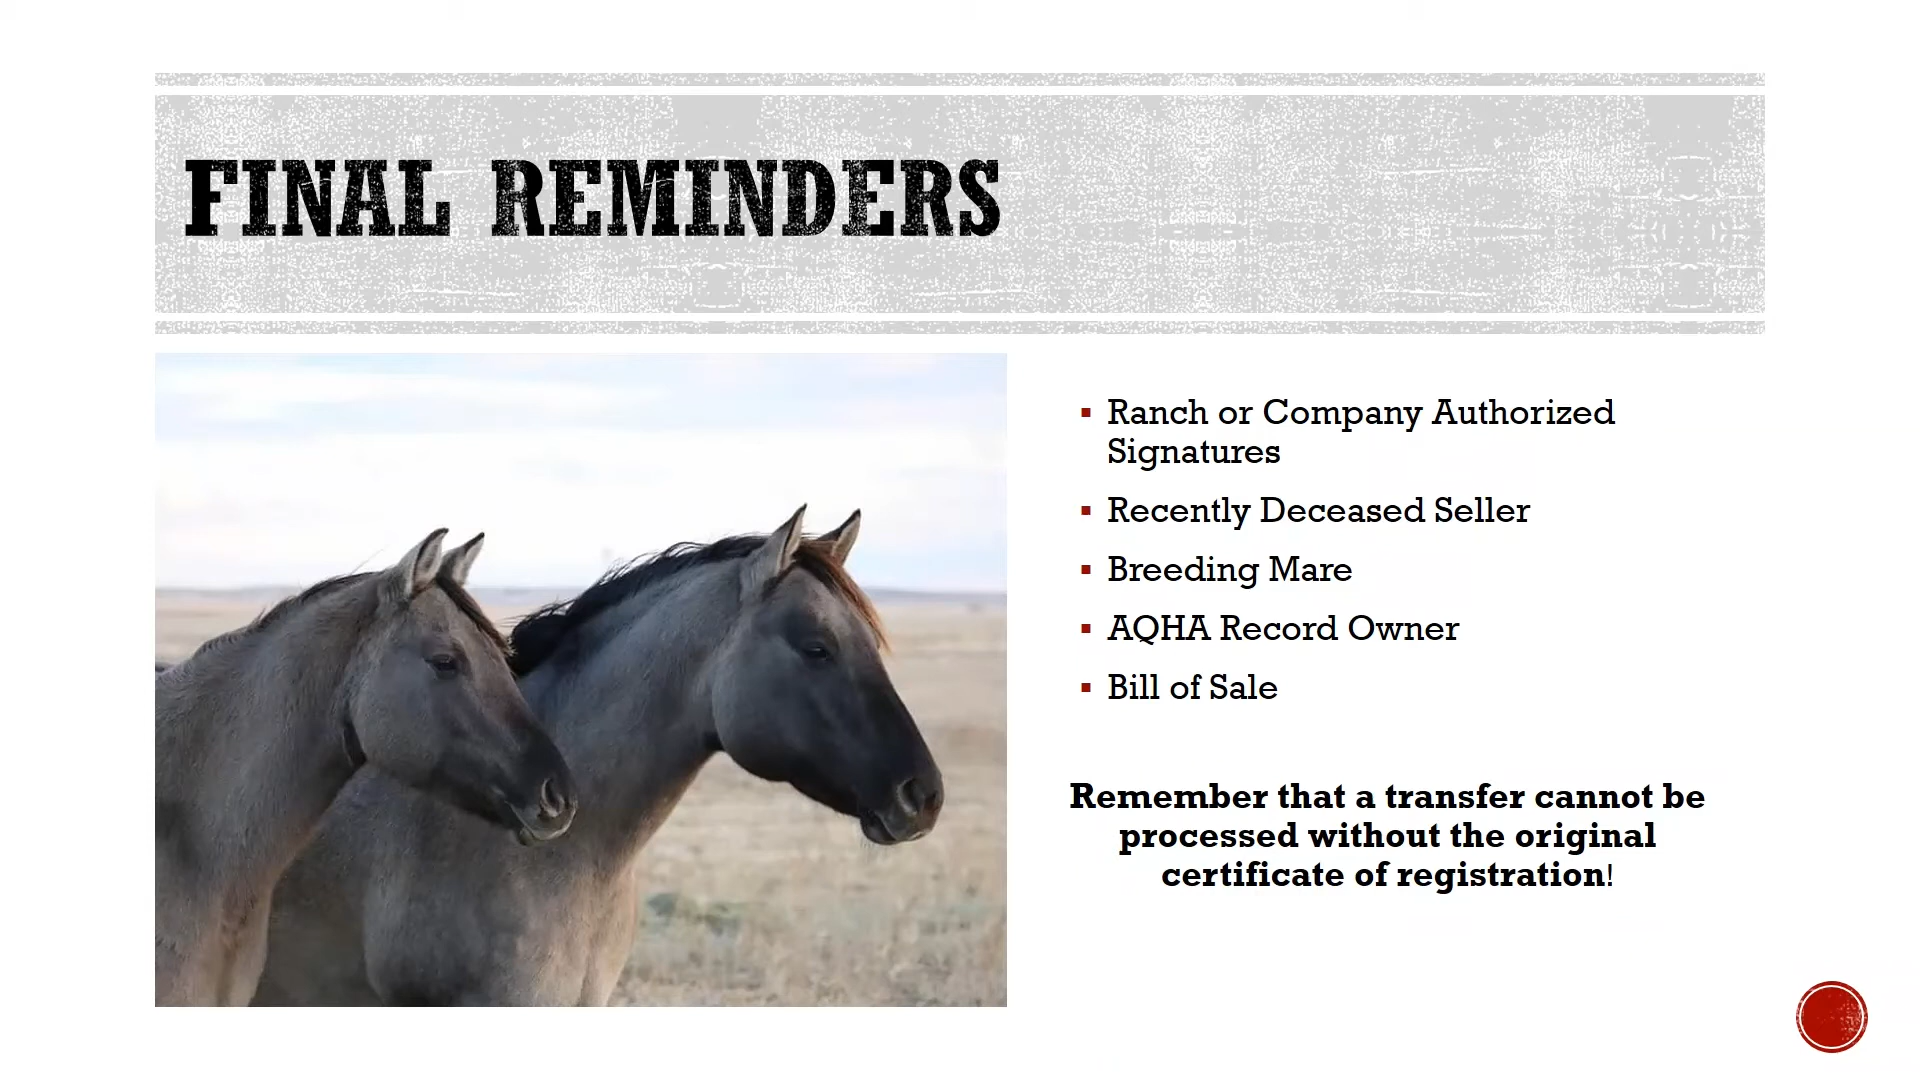 FINAL REMINDERS
▪ Ranch or Company Authorized
Signatures
▪ Recently Deceased Seller
▪ Breeding Mare
▪ AQHA Record Owner
▪ Bill of Sale
Remember that a transfer cannot be
processed without the original
certificate of registration!